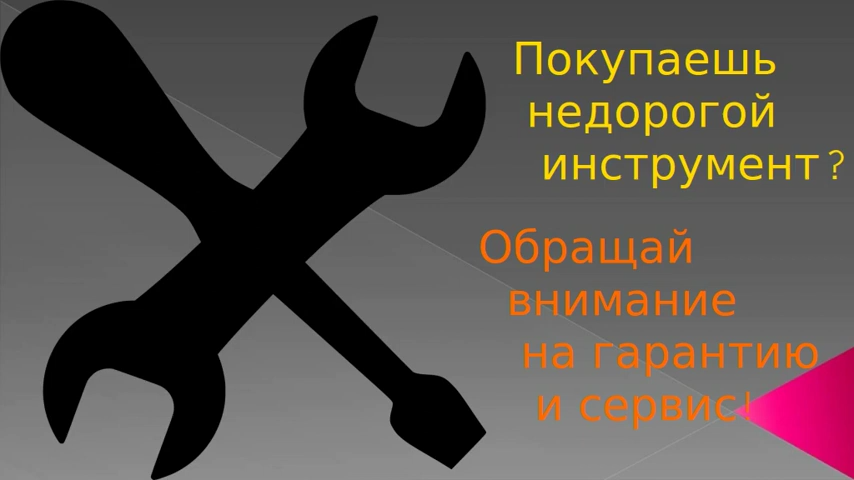 Покупаешь
недорогой
инструмент?
Обращай
внимание
на гарантию
и сервис!